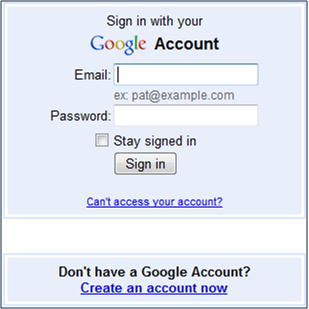 Sign in with your
Google Account
Email:
ex: pat@example.com
Password:
Stay signed in
Sign in
Can't access your account?
Don't have a Google Account?
Create an account now